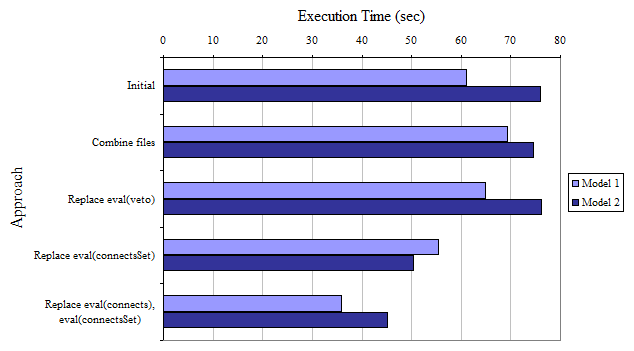 Execution Time (sec)
0 10 20 30 40 50 60 70 80
Initial
Combine files
Replace eval(veto)
Replace eval(connectsSet)
Replace eval(connects),
eval(connectsSet)
Approach
Model 1
Model 2